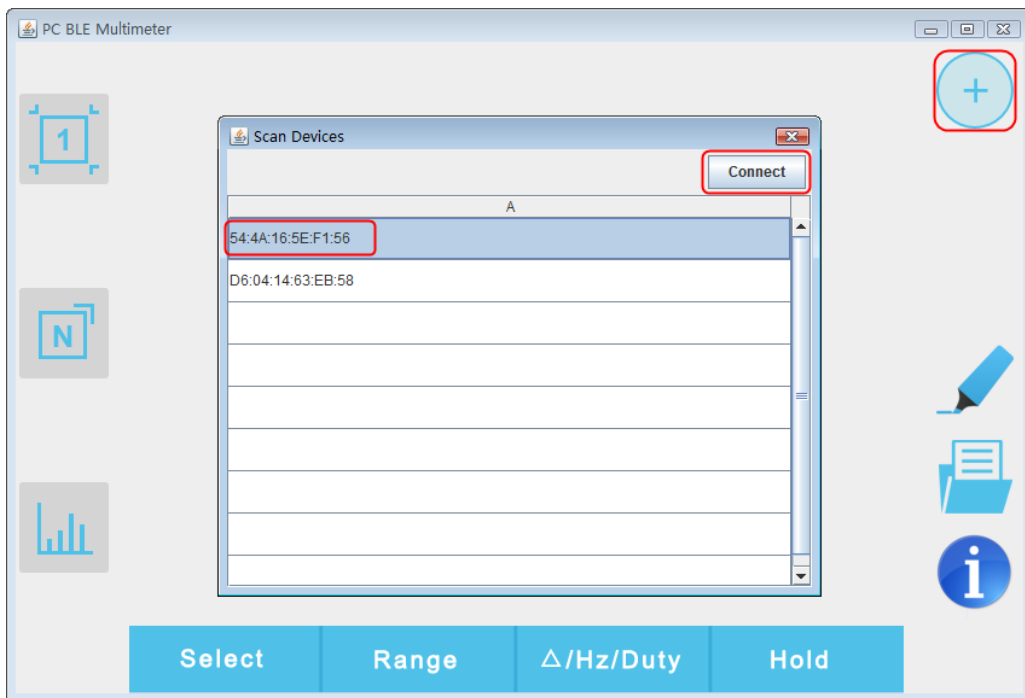 PC BLE Multimeter
+
1
Scan Devices
Connect
A
54:4A:16:5E:F1:56
D6:04:14:63:EB:58
N
i
Select Range △/Hz/Duty Hold